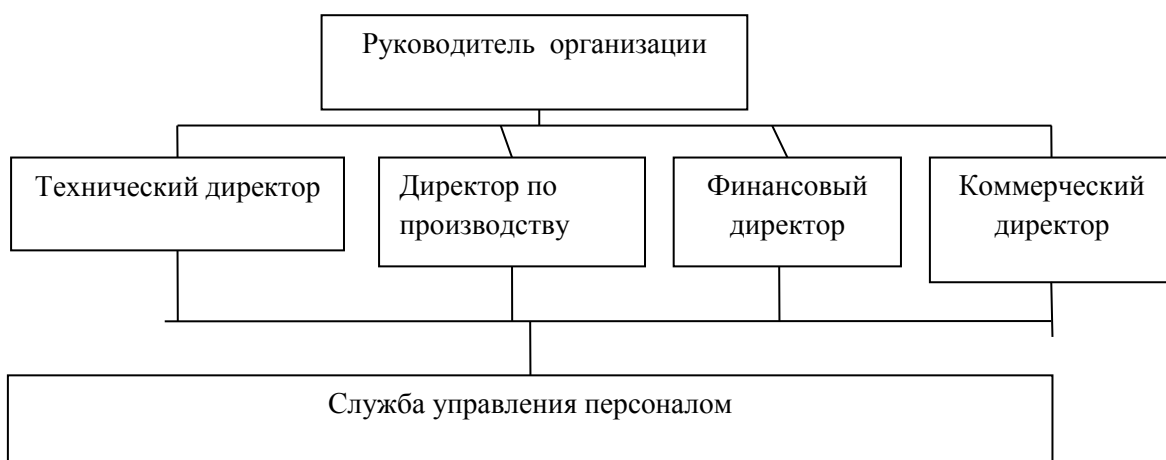 Руководитель организации
Технический директор
Директор по
производству
Финансовый
директор
Коммерческий
директор
Служба управления персоналом